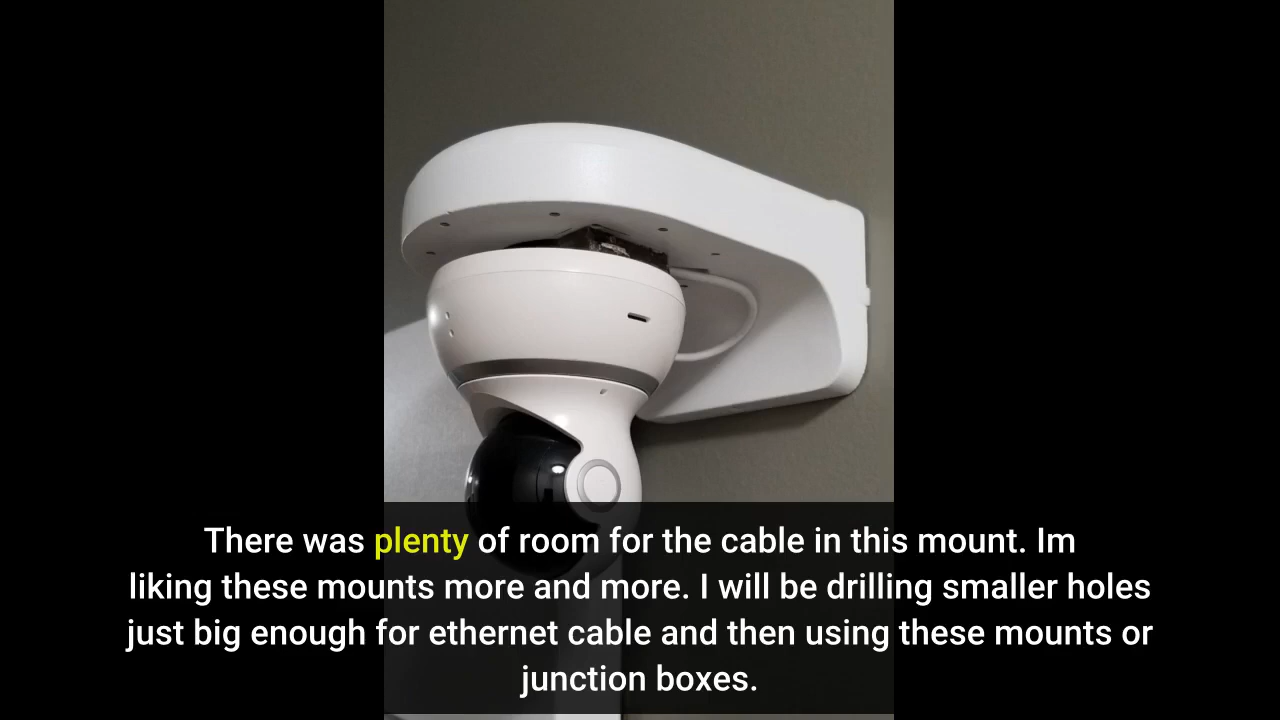 There was plenty of room for the cable in this mount. Im
liking these mounts more and more. I will be drilling smaller holes
just big enough for ethernet cable and then using these mounts or
junction boxes.